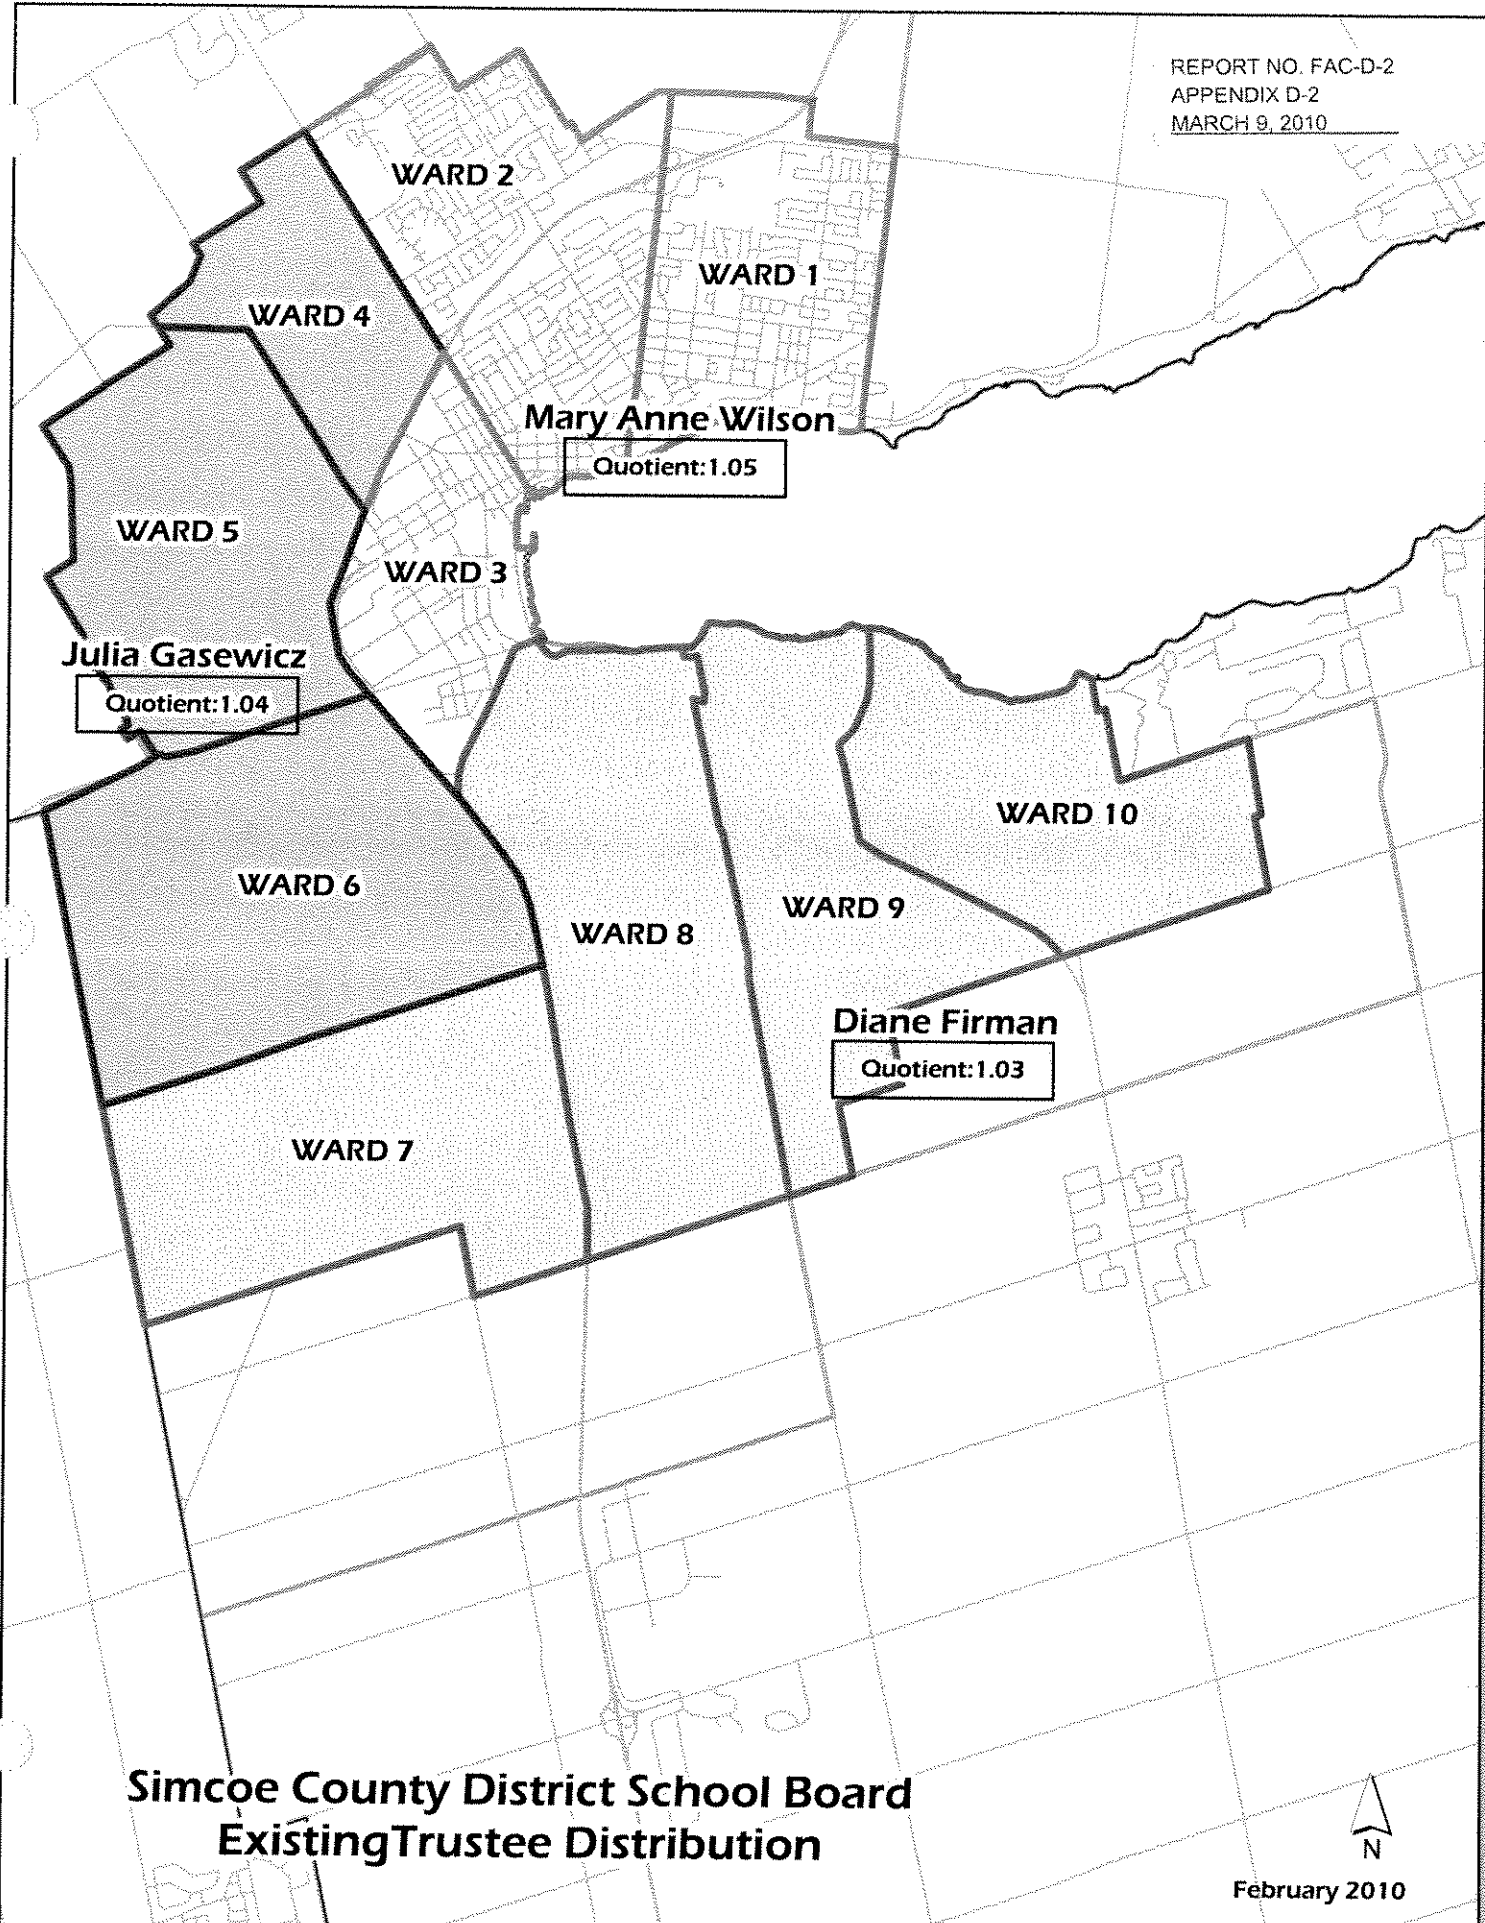 REPORT NO. FAC-D-2
APPENDIX D-2
MARCH 9, 2010
WARD 2
WARD 1
WARD 4
Mary Anne Wilson
Quotient:1.05
WARD 5
WARD 3
Julia Gasewicz
Quotient:1.04
WARD 10
WARD 6
WARD 9
WARD 8
Diane Firman
Quotient:1.03
WARD 7
Simcoe County District School Board
ExistingTrustee Distribution
N
February 2010